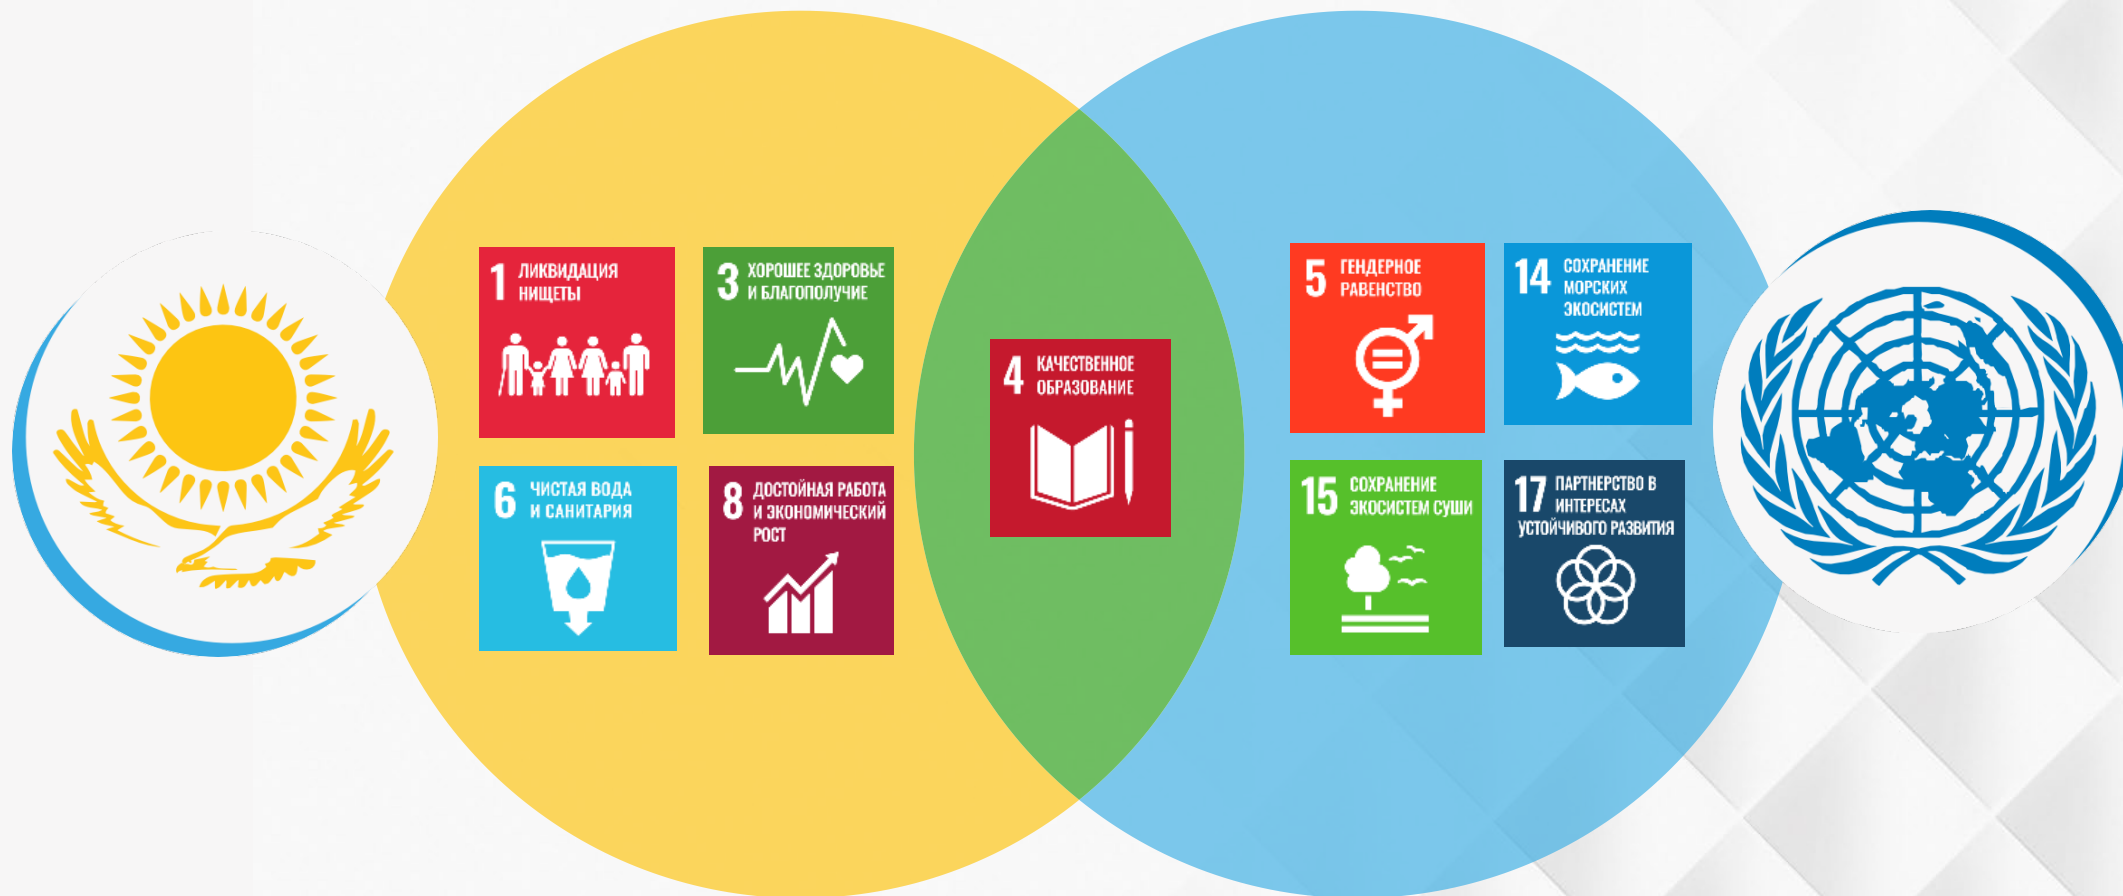 1 ЛИКВИДАЦИЯ
НИЩЕТЫ
3 ХОРОШЕЕ ЗДОРОВЬЕ
И БЛАГОПОЛУЧИЕ
6 ЧИСТАЯ ВОДА
И САНИТАРИЯ
8 ДОСТОЙНАЯ РАБОТА
И ЭКОНОМИЧЕСКИЙ
РОСТ
4 КАЧЕСТВЕННОЕ
ОБРАЗОВАНИЕ
5 ГЕНДЕРНОЕ
РАВЕНСТВО
14 СОХРАНЕНИЕ
МОРСКИХ
ЭКОСИСТЕМ
15 СОХРАНЕНИЕ
ЭКОСИСТЕМ СУШИ
17 ПАРТНЕРСТВО В
ИНТЕРЕСАХ
УСТОЙЧИВОГО РАЗВИТИЯ